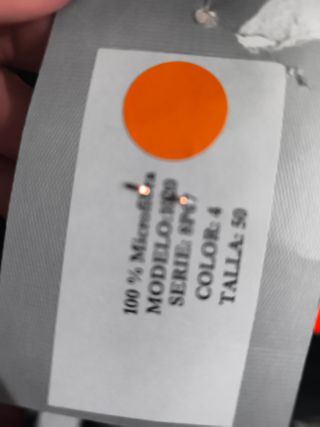 100 % Microfibra
MODELO:
SERIE:
COLOR: 4
TALLA: 50